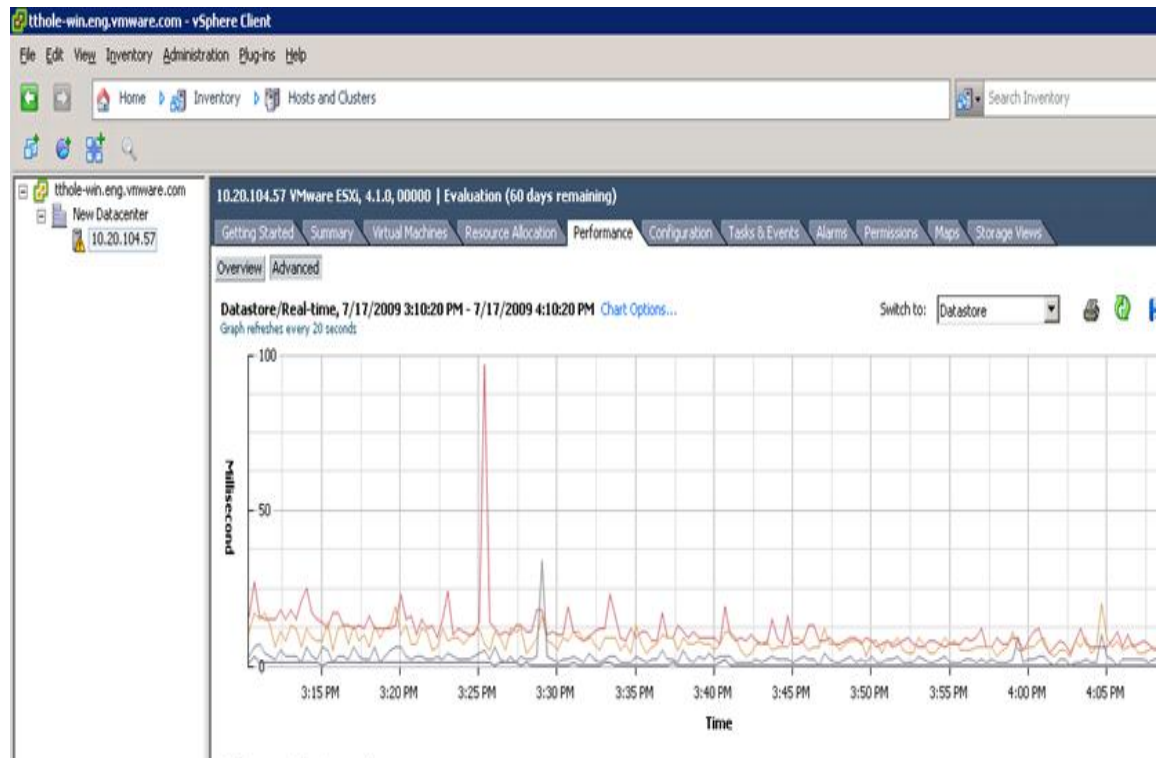 tthole-win.eng.vmware.com - vSphere Client
File Edit View Inventory Administration Plug-ins Help
Home Inventory Hosts and Clusters
Search Inventory
tthole-win.eng.vmware.com
New Datacenter
10.20.104.57
10.20.104.57 VMware ESXi, 4.1.0, 00000 | Evaluation (60 days remaining)
Getting Started Summary Virtual Machines Resource Allocation Performance Configuration Tasks & Events Alarms Permissions Maps Storage Views
Overview Advanced
Datastore/Real-time, 7/17/2009 3:10:20 PM - 7/17/2009 4:10:20 PM Chart Options...
Switch to: Datastore
Graph refreshes every 20 seconds
100
Millisecond
50
0
3:15 PM 3:20 PM 3:25 PM 3:30 PM 3:35 PM 3:40 PM 3:45 PM 3:50 PM 3:55 PM 4:00 PM 4:05 PM
Time